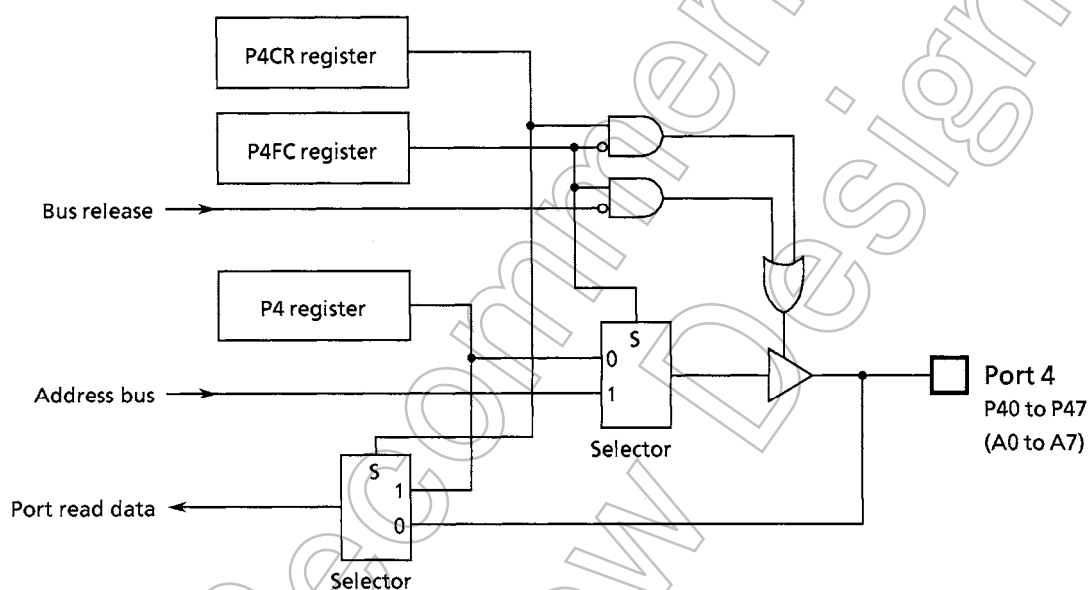 P4CR register
P4FC register
Bus release
P4 register
S
0
1
Address bus
Selector
Port 4
P40 to P47
(A0 to A7)
S
1
0
Port read data
Selector